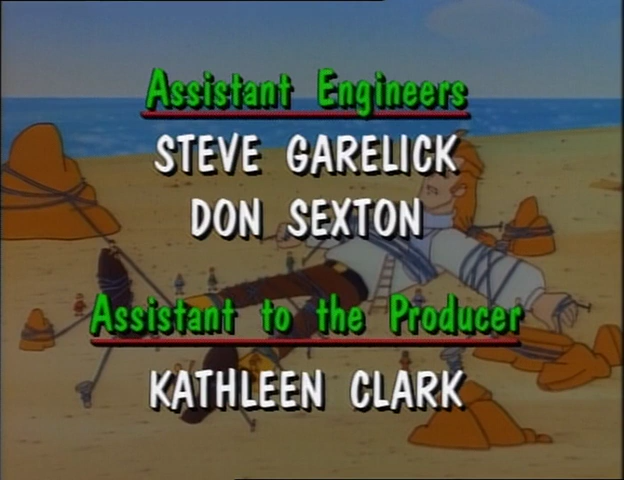 Assistant Engineers
STEVE GARELICK
DON SEXTON
Assistant to the Producer
KATHLEEN CLARK